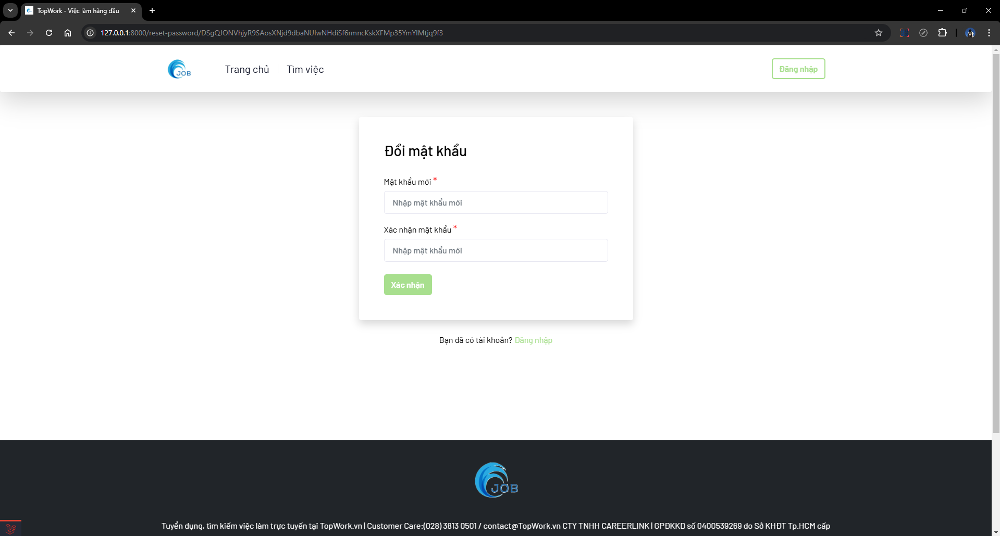 TopWork - Việc làm hàng đầu
127.0.0.1:8000/reset-password/DSgQJONVhjyR9SAosXNjd9dbaNUIwNHdiSf6rmncKskXFMp35YmYIMtjq9f3
JOB
Trang chủ
Tìm việc
Đăng nhập
Đổi mật khẩu
Mật khẩu mới *
Nhập mật khẩu mới
Xác nhận mật khẩu *
Nhập mật khẩu mới
Xác nhận
Bạn đã có tài khoản? Đăng nhập
JOB
Tuyển dụng, tìm kiếm việc làm trực tuyến tại TopWork.vn | Customer Care:(028) 3813 0501 / contact@TopWork.vn CTY TNHH CAREERLINK | GPĐKKD số 0400539269 do Sở KHĐT Tp.HCM cấp